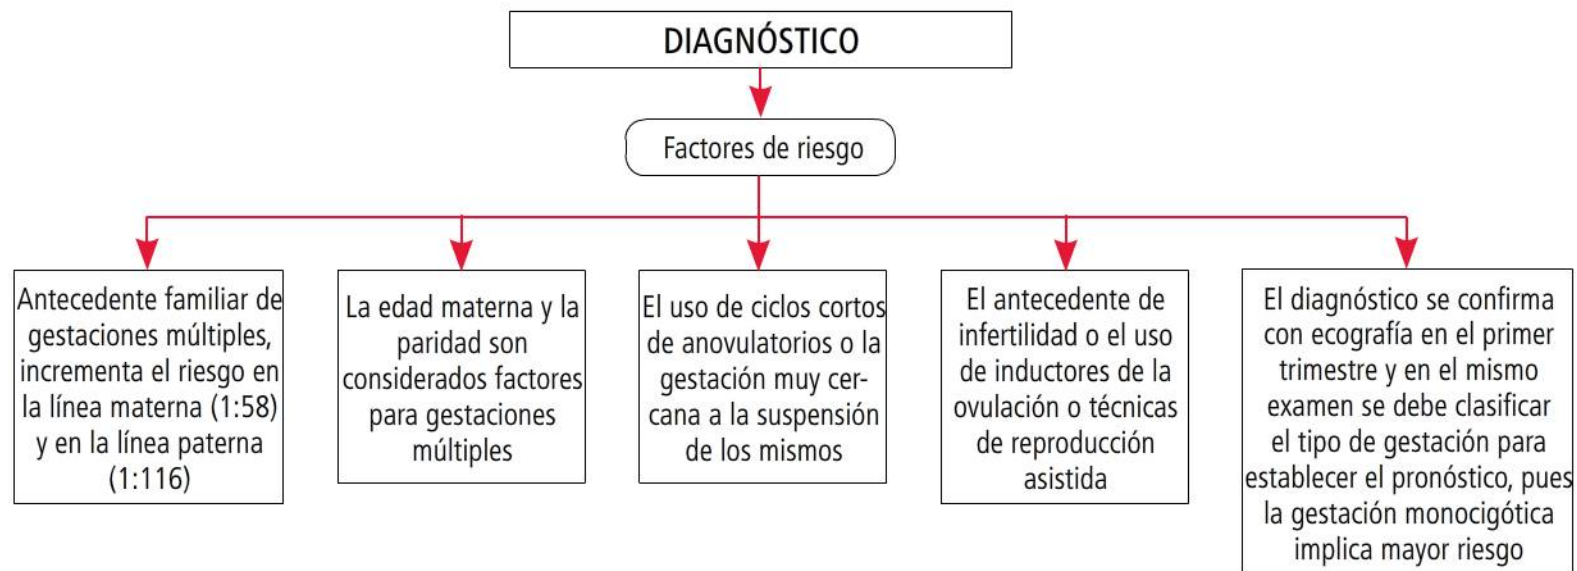 DIAGNÓSTICO
Factores de riesgo
Antecedente familiar de
gestaciones múltiples,
incrementa el riesgo en
la línea materna (1:58)
y en la línea paterna
(1:116)
La edad materna y la
paridad son
considerados factores
para gestaciones
múltiples
El uso de ciclos cortos
de anovulatorios o la
gestación muy cer-
cana a la suspensión
de los mismos
El antecedente de
infertilidad o el uso
de inductores de la
ovulación o técnicas
de reproducción
asistida
El diagnóstico se confirma
con ecografía en el primer
trimestre y en el mismo
examen se debe clasificar
el tipo de gestación para
establecer el pronóstico, pues
la gestación monocigótica
implica mayor riesgo